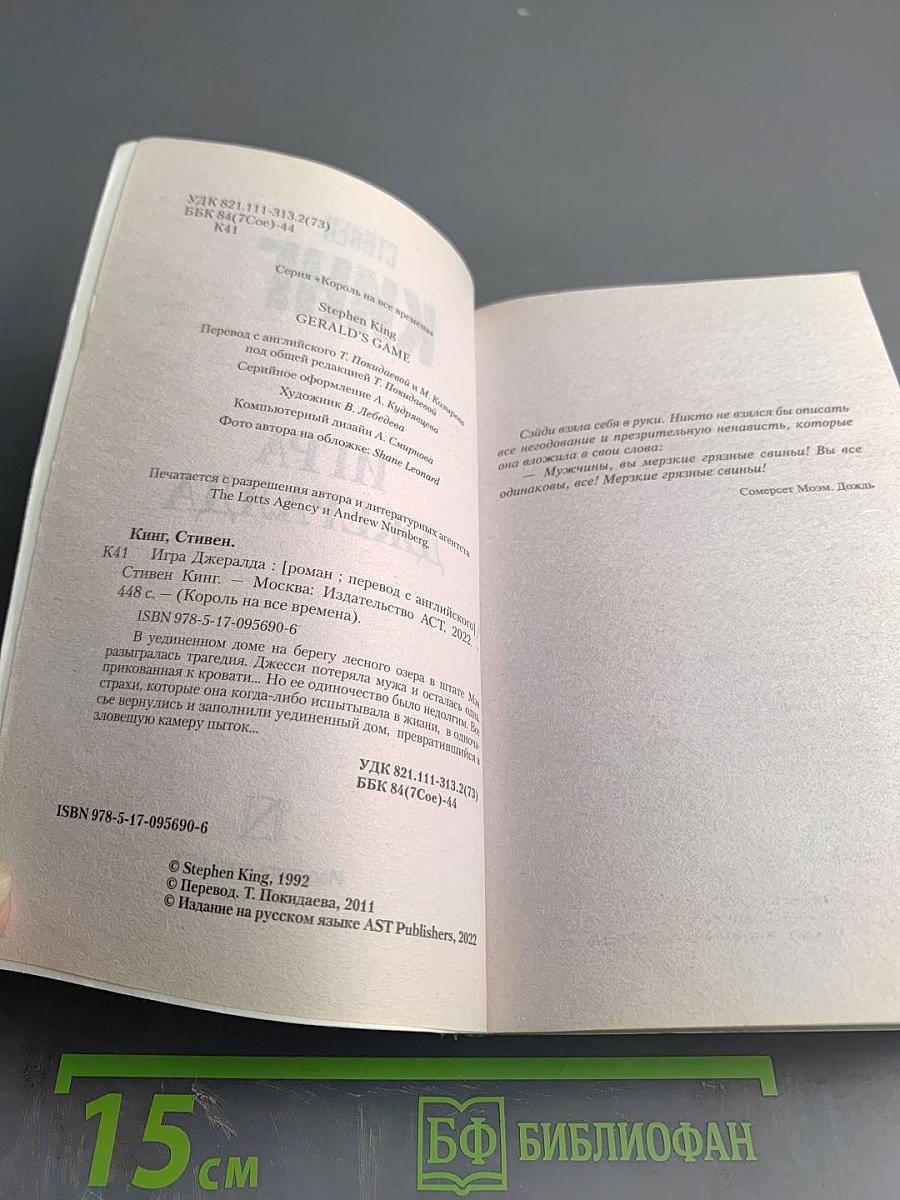 УДК 821.111-313.2(73)
ББК 84(7Сое)-44
К41
Серия «Король на все времена»
Stephen King
GERALD'S GAME
Перевод с английского Т. Покидаевой и М. Казырева
под общей редакцией Т. Покидаевой
Серийное оформление А. Кудрявцева
Художник В. Лебедева
Компьютерный дизайн А. Смирнова
Фото автора на обложке: Shane Leonard
Печатается с разрешения автора и литературных агентств
The Lotts Agency и Andrew Nurnberg.
Кинг, Стивен.
К41 Игра Джералда : [роман ; перевод с английского] /
Стивен Кинг. — Москва: Издательство АСТ, 2022. —
448 с. — (Король на все времена).
ISBN 978-5-17-095690-6
В уединенном доме на берегу лесного озера в штате Мэн
разыгралась трагедия. Джесси потеряла мужа и осталась одна,
прикованная к кровати... Но ее одиночество было недолгим. Все
страхи, которые она когда-либо испытывала в жизни, в одноча-
сье вернулись и заполнили уединенный дом, превратившийся в
зловещую камеру пыток...
УДК 821.111-313.2(73)
ББК 84(7Сое)-44
ISBN 978-5-17-095690-6
© Stephen King, 1992
© Перевод. Т. Покидаева, 2011
© Издание на русском языке AST Publishers, 2022
Сэйди взяла себя в руки. Никто не взялся бы описать
все негодование и презрительную ненависть, которые
она вложила в свои слова:
— Мужчины, вы мерзкие грязные свиньи! Вы все
одинаковы, все! Мерзкие грязные свиньи!
Сомерсет Моэм. Дождь
15 см
БФ БИБЛИОФАН